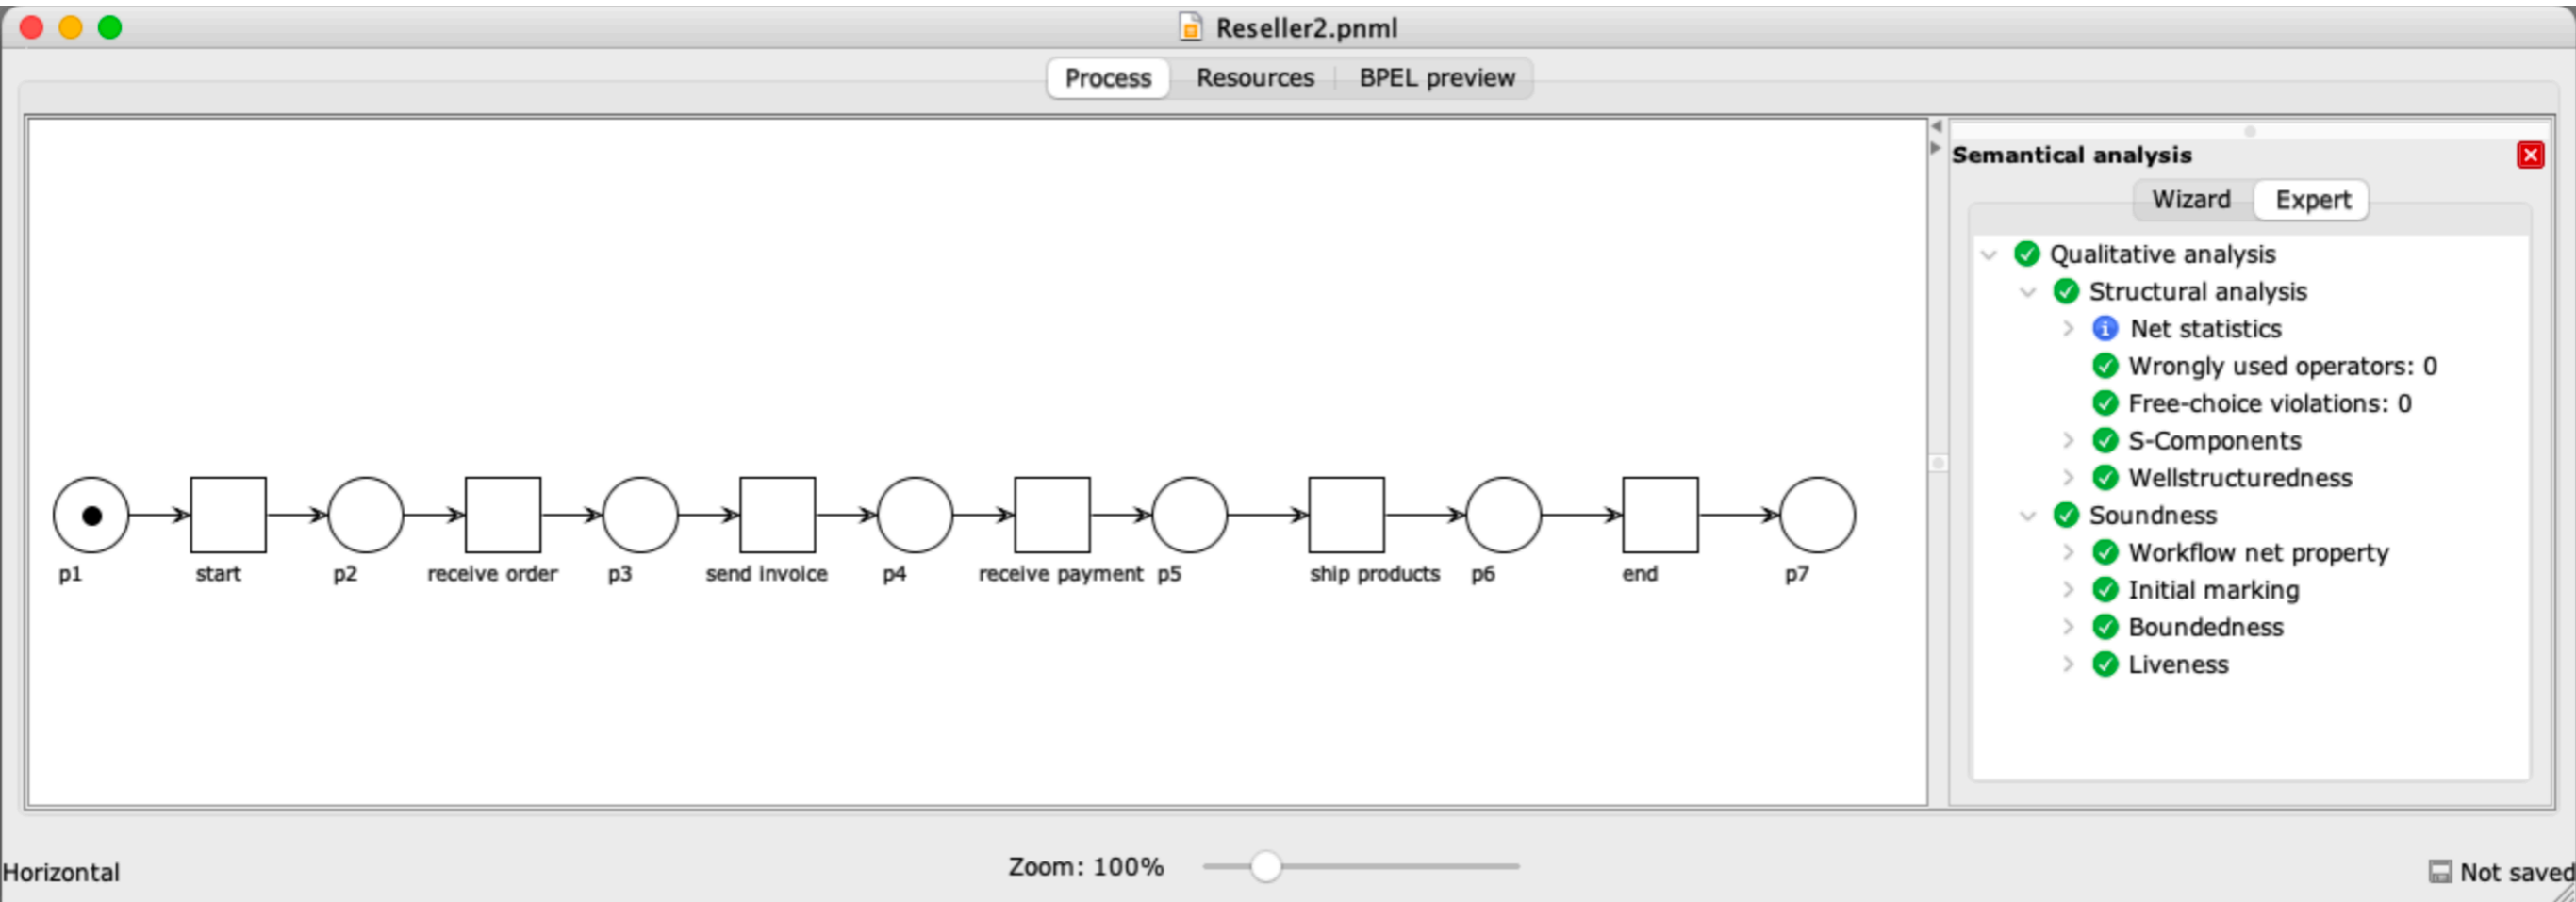 Reseller2.pnml
Process Resources BPEL preview
Semantical analysis
Wizard Expert
Qualitative analysis
Structural analysis
Net statistics
Wrongly used operators: 0
Free-choice violations: 0
S-Components
Wellstructuredness
Soundness
Workflow net property
Initial marking
Boundedness
Liveness
p1 start p2 receive order p3 send invoice p4 receive payment p5 ship products p6 end p7
Horizontal Zoom: 100% Not saved